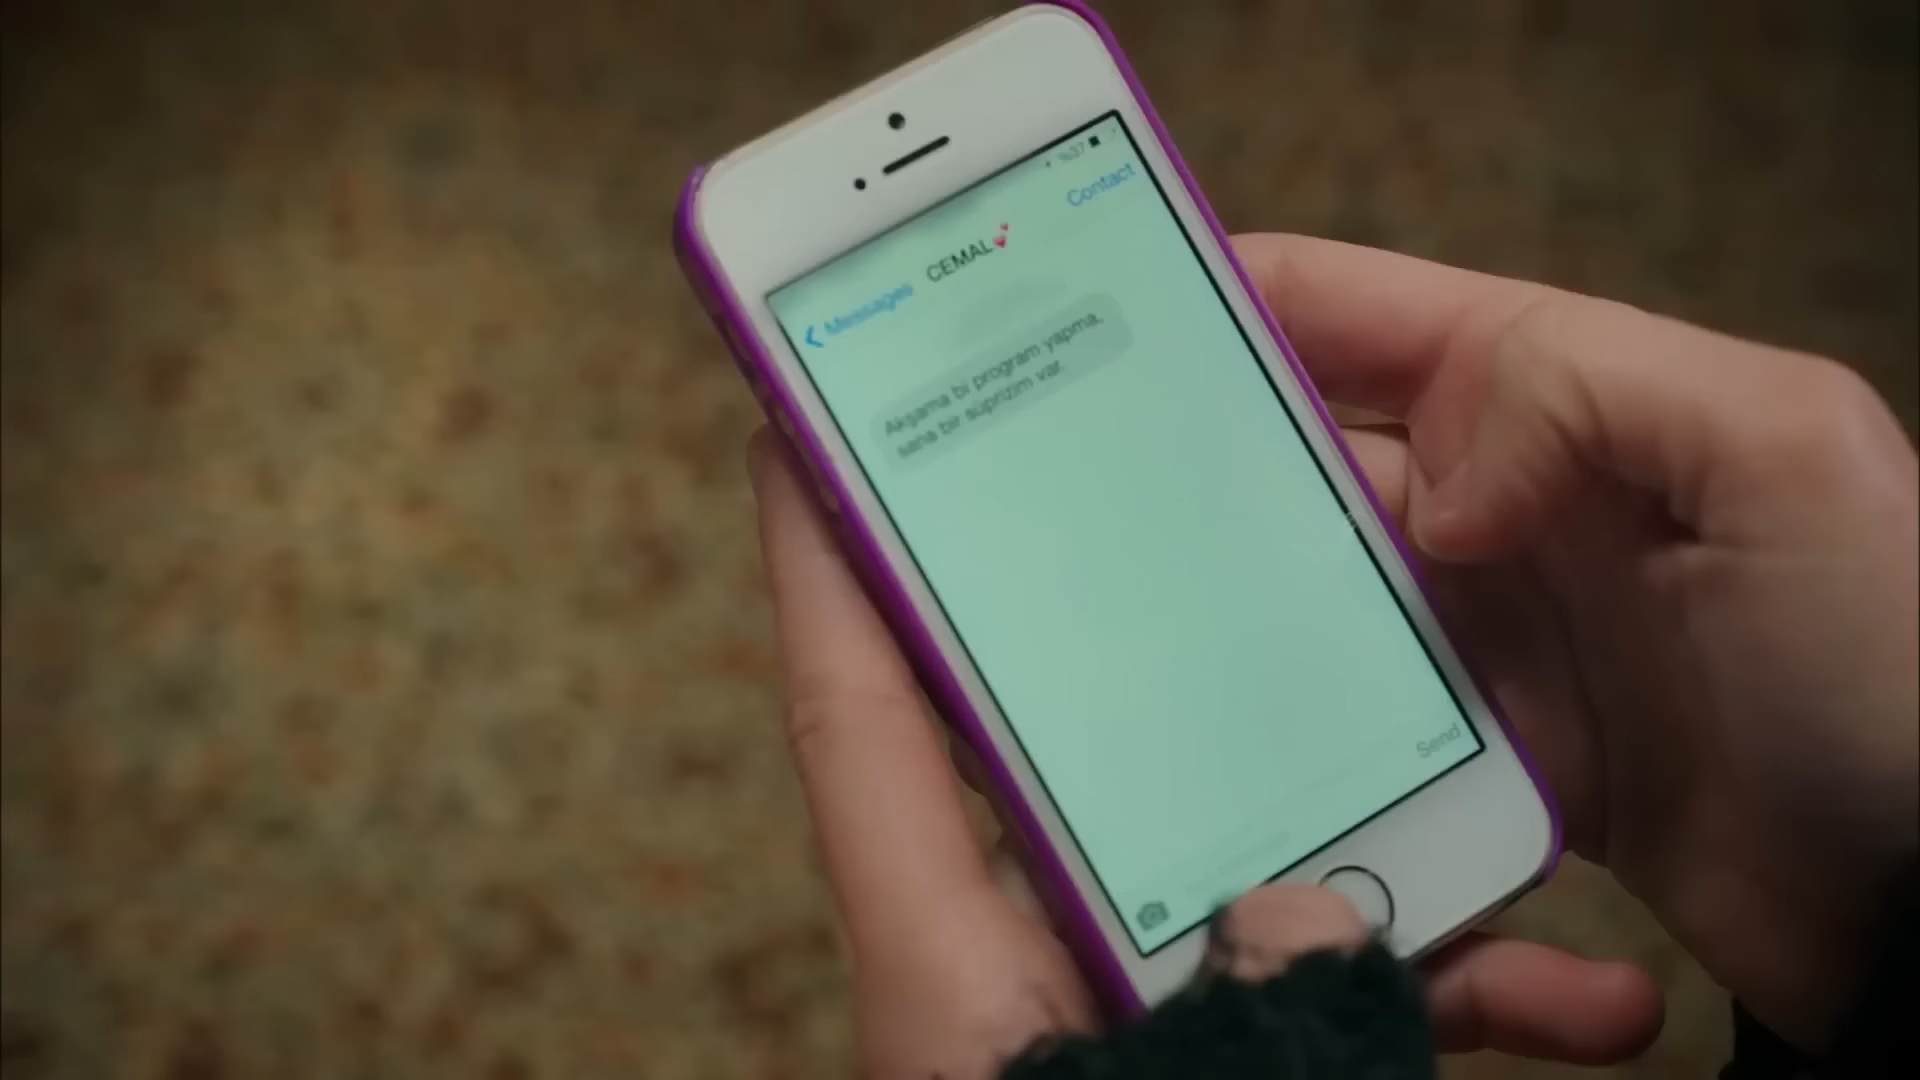 %37
Contact
Messages
CEMAL💕
Akşama bi program yapma,
sana bir süprizim var.
Send